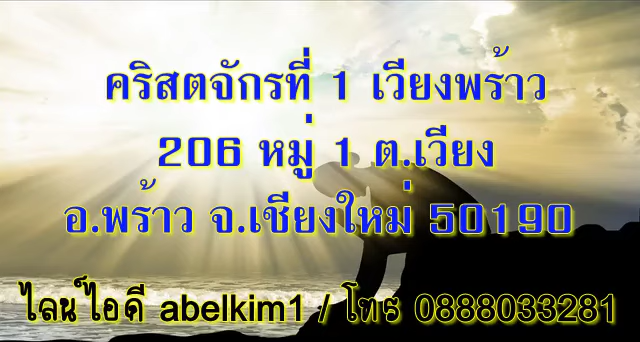 คริสตจักรที่ 1 เวียงพร้าว
206 หมู่ 1 ต.เวียง
อ.พร้าว จ.เชียงใหม่ 50190
ไลน์ไอดี abelkim1 / โทร 0888033281